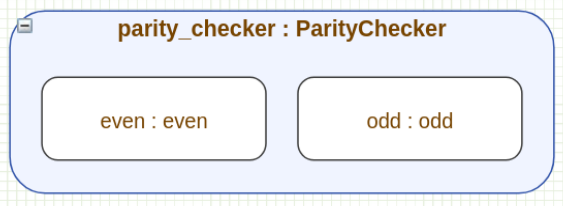 parity_checker : ParityChecker
even : even
odd : odd